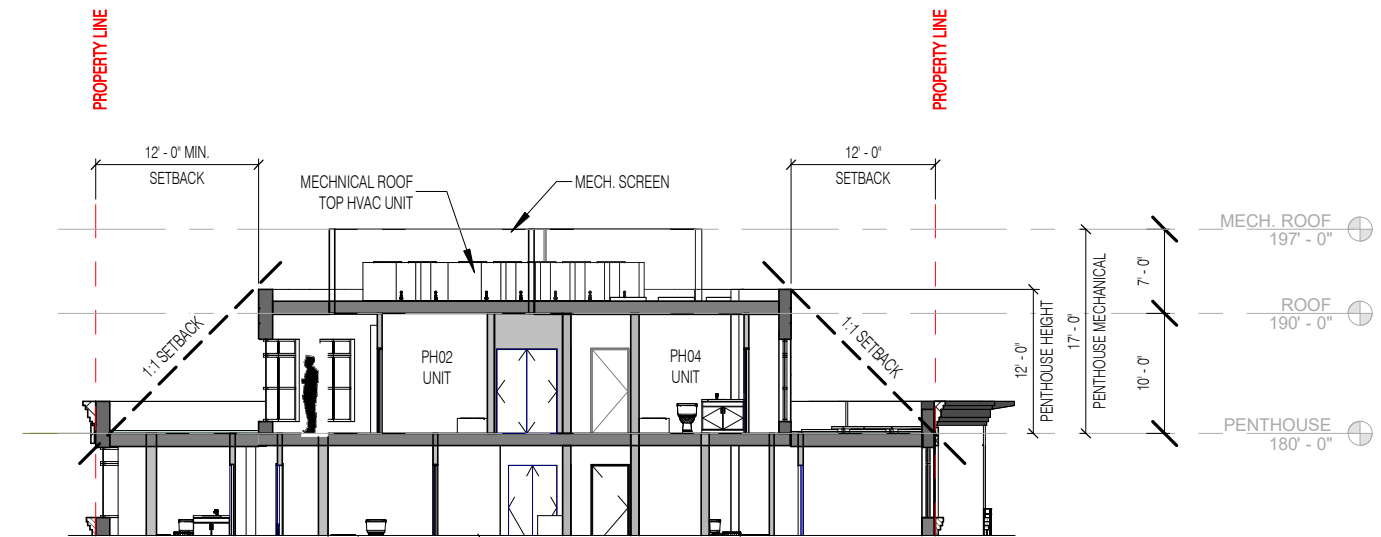 PROPERTY LINE
PROPERTY LINE
12' - 0" MIN.
SETBACK
12' - 0"
SETBACK
MECHNICAL ROOF
TOP HVAC UNIT
MECH. SCREEN
MECH. ROOF
197' - 0"
1:1 SETBACK
1:1 SETBACK
PH02
UNIT
PH04
UNIT
12' - 0"
PENTHOUSE HEIGHT
17' - 0"
PENTHOUSE MECHANICAL
7' - 0"
10' - 0"
ROOF
190' - 0"
PENTHOUSE
180' - 0"